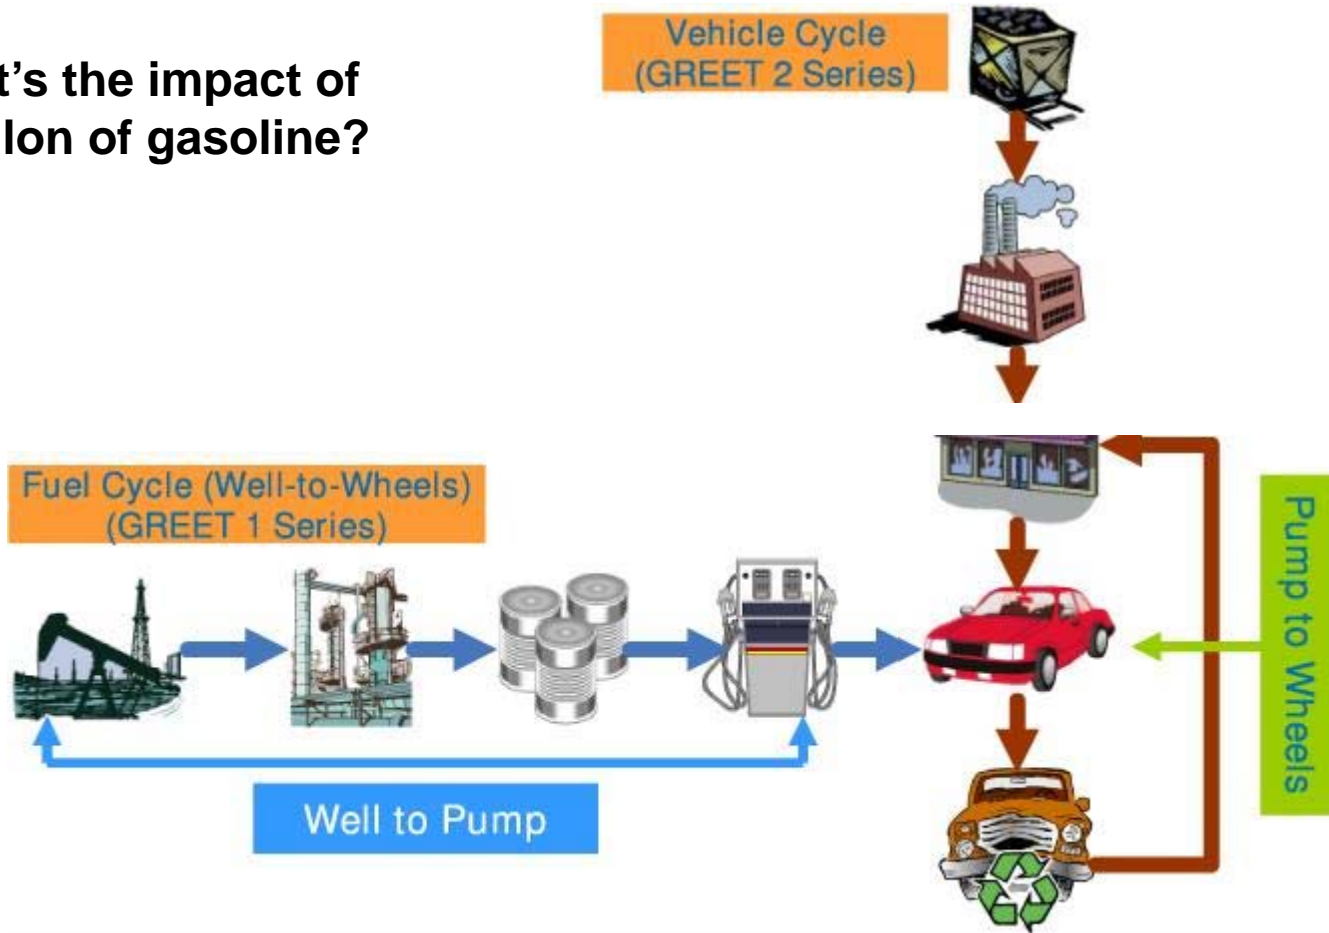 t's the impact of
lon of gasoline?
Vehicle Cycle
(GREET 2 Series)
Fuel Cycle (Well-to-Wheels)
(GREET 1 Series)
Pump to Wheels
Well to Pump